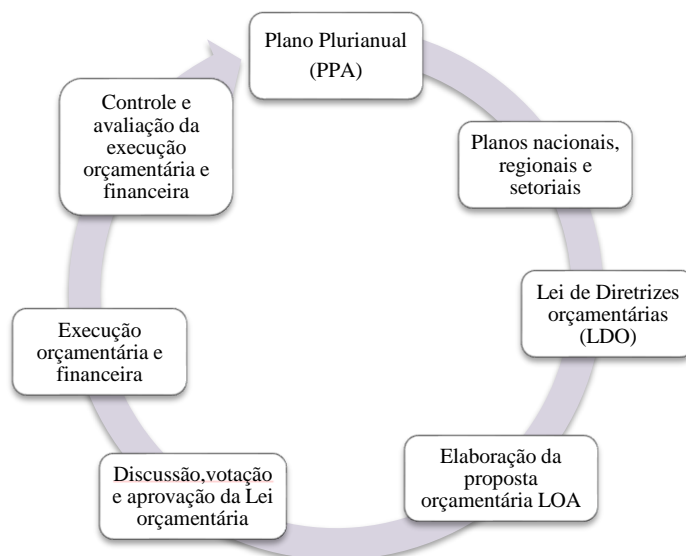 Plano Plurianual
(PPA)
Planos nacionais,
regionais e
setoriais
Lei de Diretrizes
orçamentárias
(LDO)
Elaboração da
proposta
orçamentária LOA
Discussão,votação
e aprovação da Lei
orçamentária
Execução
orçamentária e
financeira
Controle e
avaliação da
execução
orçamentária e
financeira